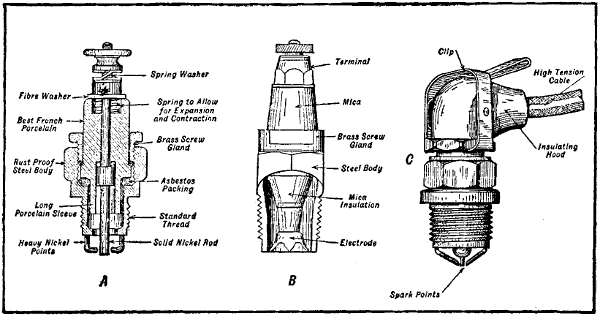 Spring Washer
Fibre Washer
Spring to Allow
for Expansion
and Contraction
Best French
Porcelain
Brass Screw
Gland
Rust Proof
Steel Body
Asbestos
Packing
Long
Porcelain Sleeve
Standard
Thread
Heavy Nickel
Points
Solid Nickel Rod
A
Terminal
Mica
Brass Screw
Gland
Steel Body
Mica
Insulation
Electrode
B
Clip
High Tension
Cable
Insulating
Hood
C
Spark Points